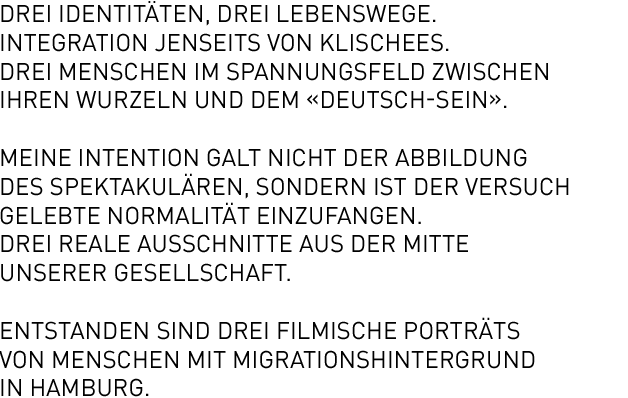 DREI IDENTITÄTEN, DREI LEBENSWEGE.
INTEGRATION JENSEITS VON KLISCHEES.
DREI MENSCHEN IM SPANNUNGSFELD ZWISCHEN
IHREN WURZELN UND DEM «DEUTSCH-SEIN».
MEINE INTENTION GALT NICHT DER ABBILDUNG
DES SPEKTAKULÄREN, SONDERN IST DER VERSUCH
GELEBTE NORMALITÄT EINZUFANGEN.
DREI REALE AUSSCHNITTE AUS DER MITTE
UNSERER GESELLSCHAFT.
ENTSTANDEN SIND DREI FILMISCHE PORTRÄTS
VON MENSCHEN MIT MIGRATIONSHINTERGRUND
IN HAMBURG.